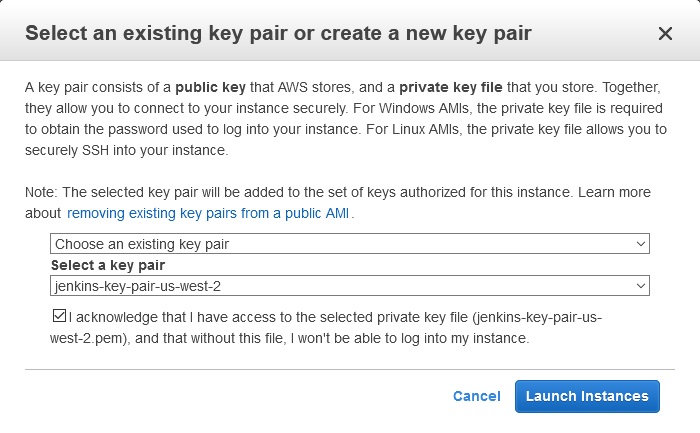 Select an existing key pair or create a new key pair
A key pair consists of a public key that AWS stores, and a private key file that you store. Together,
they allow you to connect to your instance securely. For Windows AMIs, the private key file is required
to obtain the password used to log into your instance. For Linux AMIs, the private key file allows you to
securely SSH into your instance.
Note: The selected key pair will be added to the set of keys authorized for this instance. Learn more
about removing existing key pairs from a public AMI.
Choose an existing key pair
Select a key pair
jenkins-key-pair-us-west-2
I acknowledge that I have access to the selected private key file (jenkins-key-pair-us-
west-2.pem), and that without this file, I won't be able to log into my instance.
Cancel Launch Instances